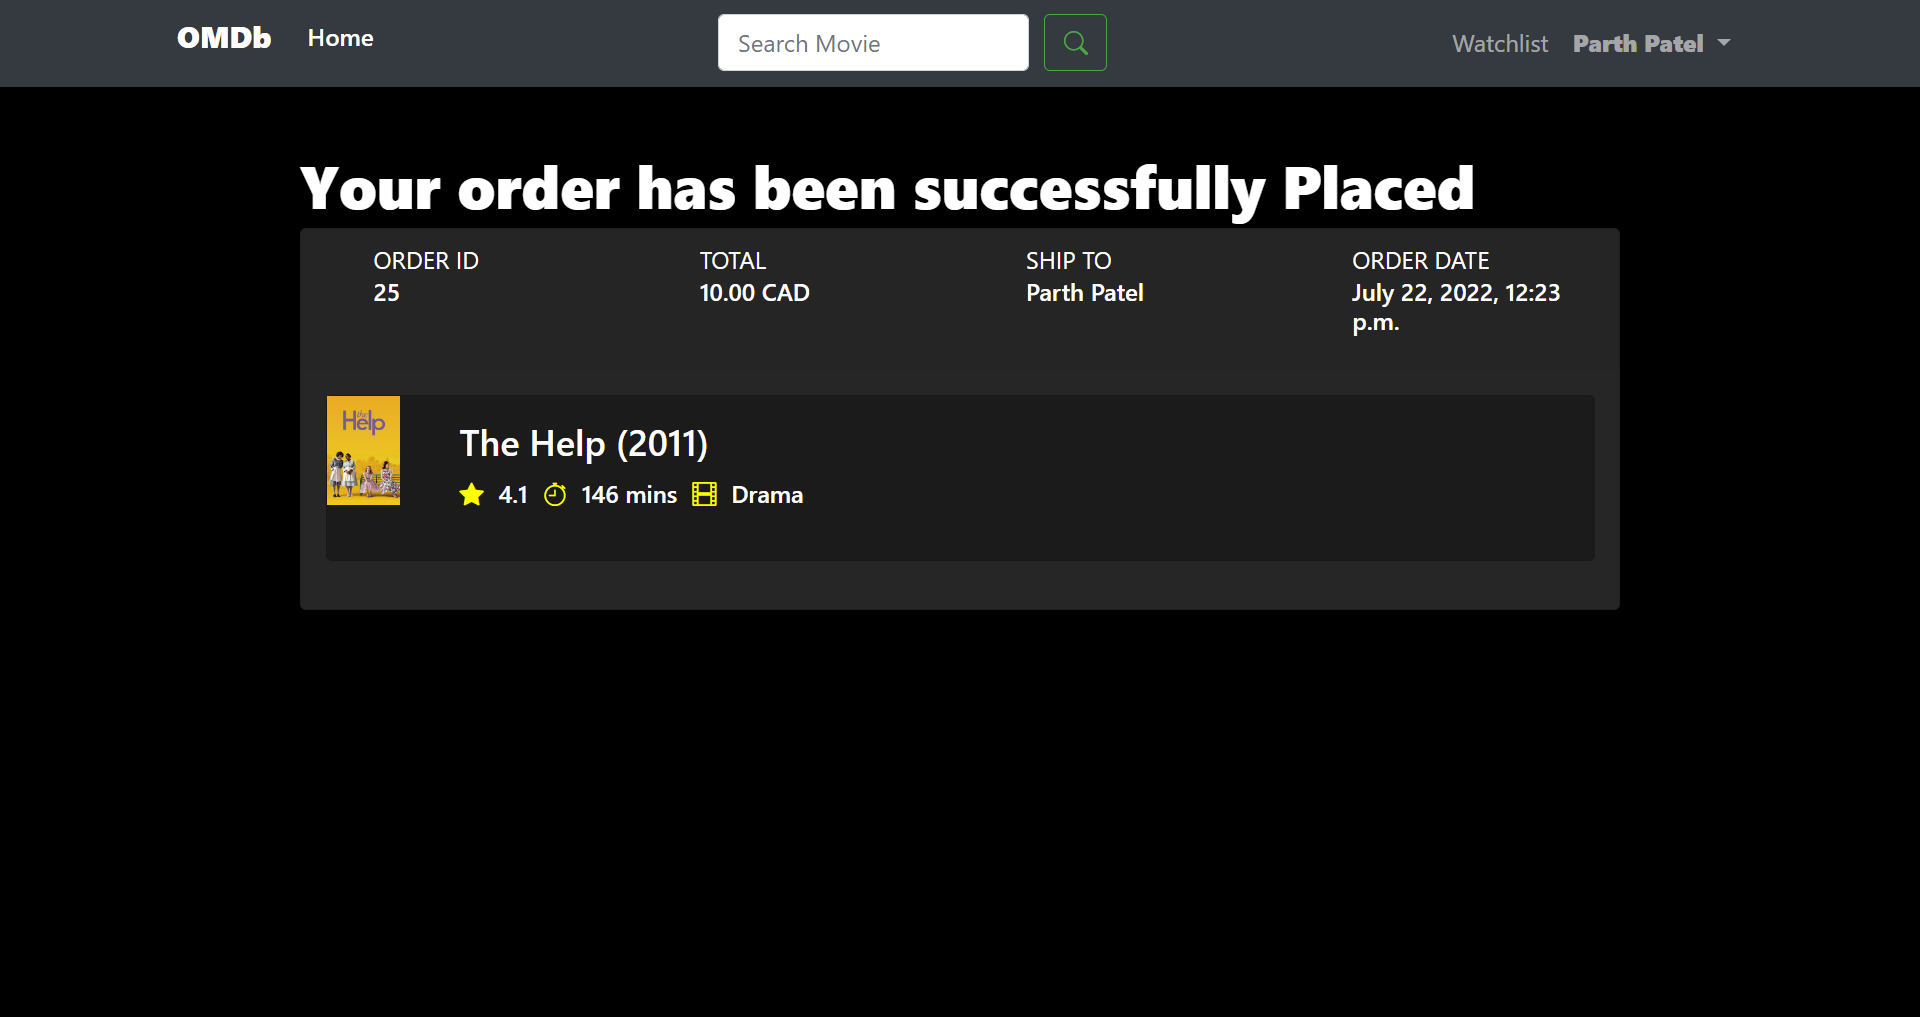 OMDb Home Search Movie Watchlist Parth Patel
Your order has been successfully Placed
ORDER ID
25
TOTAL
10.00 CAD
SHIP TO
Parth Patel
ORDER DATE
July 22, 2022, 12:23
p.m.
the
Help
The Help (2011)
4.1 146 mins Drama